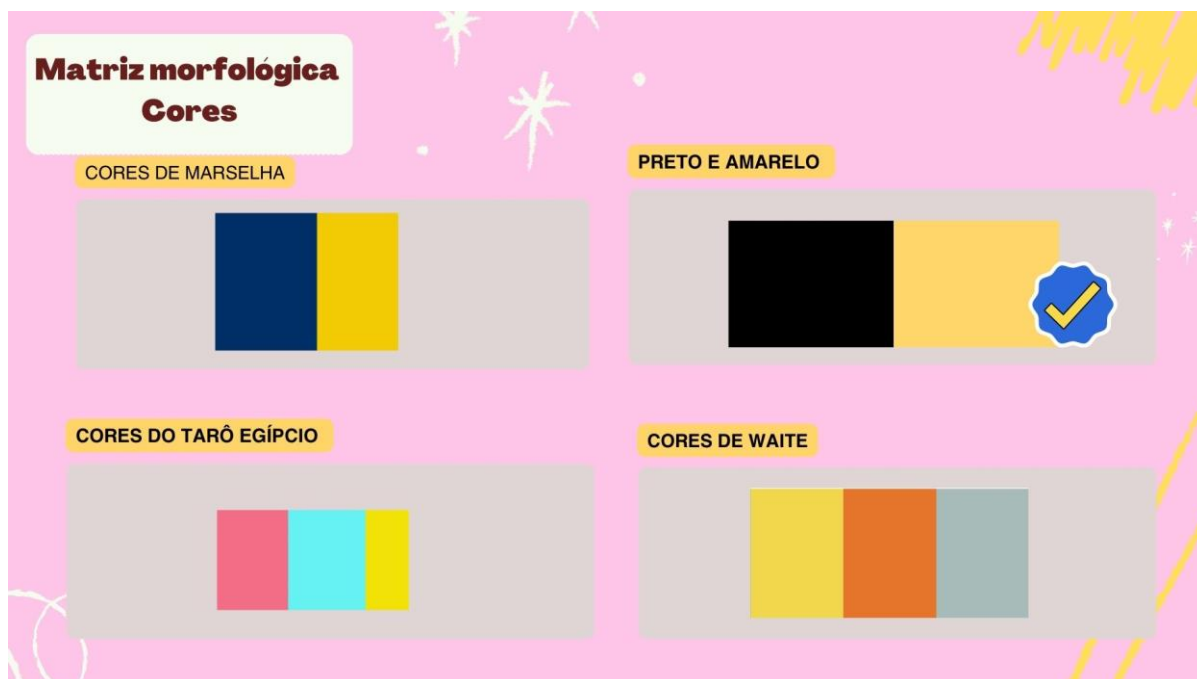 Matriz morfológica
Cores
CORES DE MARSELHA
PRETO E AMARELO
CORES DO TARÔ EGÍPCIO
CORES DE WAITE